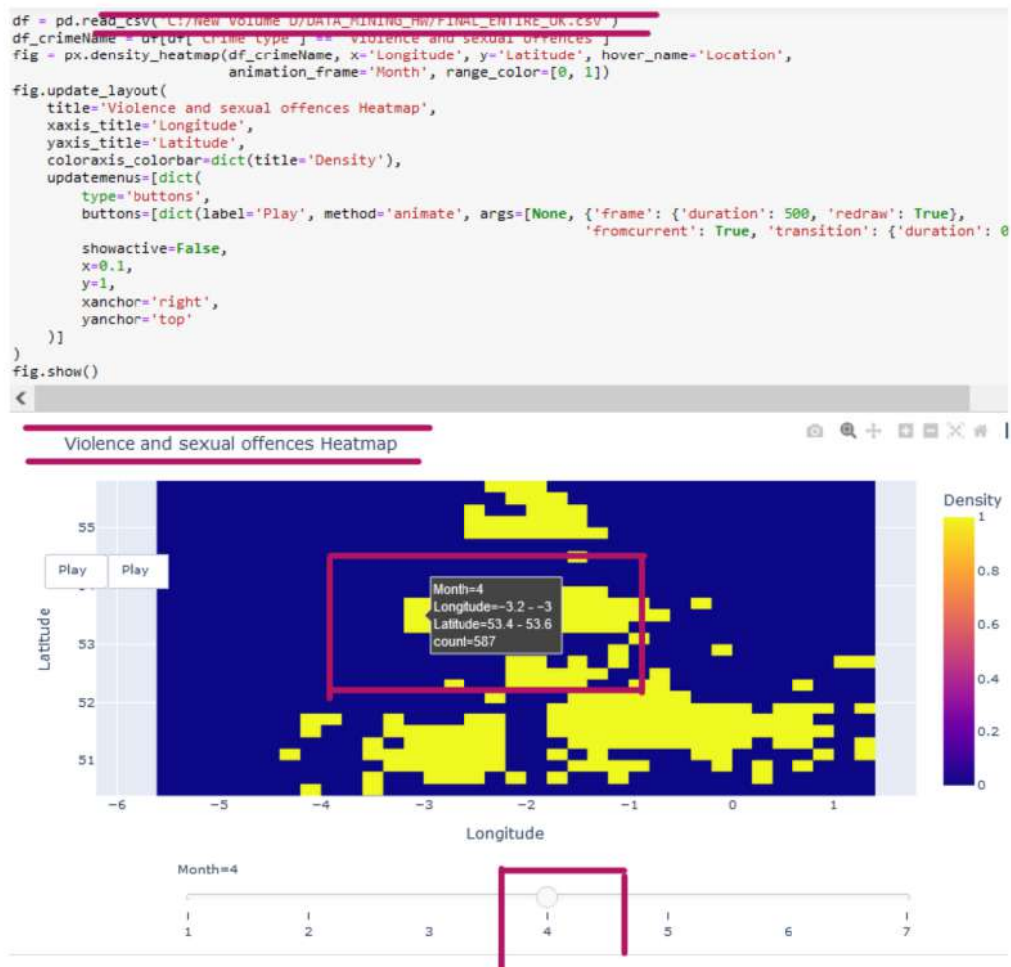 df = pd.read_csv("C:/New Volume D/DATA_MINING_HW/FINAL_ENTIRE_UK.csv")
df_crimeName = df[df['Crime type'] == 'Violence and sexual offences']
fig = px.density_heatmap(df_crimeName, x='Longitude', y='Latitude', hover_name='Location',
animation_frame='Month', range_color=[0, 1])
fig.update_layout(
title='Violence and sexual offences Heatmap',
xaxis_title='Longitude',
yaxis_title='Latitude',
coloraxis_colorbar=dict(title='Density'),
updatemenus=[dict(
type='buttons',
buttons=[dict(label='Play', method='animate', args=[None, {'frame': {'duration': 500, 'redraw': True},
'fromcurrent': True, 'transition': {'duration': 0
showactive=False,
x=0.1,
y=1,
xanchor='right',
yanchor='top'
)]
)
fig.show()
Violence and sexual offences Heatmap
Density
1
0.8
0.6
0.4
0.2
0
55
Play Play
53
52
51
Latitude
Month=4
Longitude=−3.2 - −3
Latitude=53.4 - 53.6
count=587
−6 −5 −4 −3 −2 −1 0 1
Longitude
Month=4
1 2 3 4 5 6 7